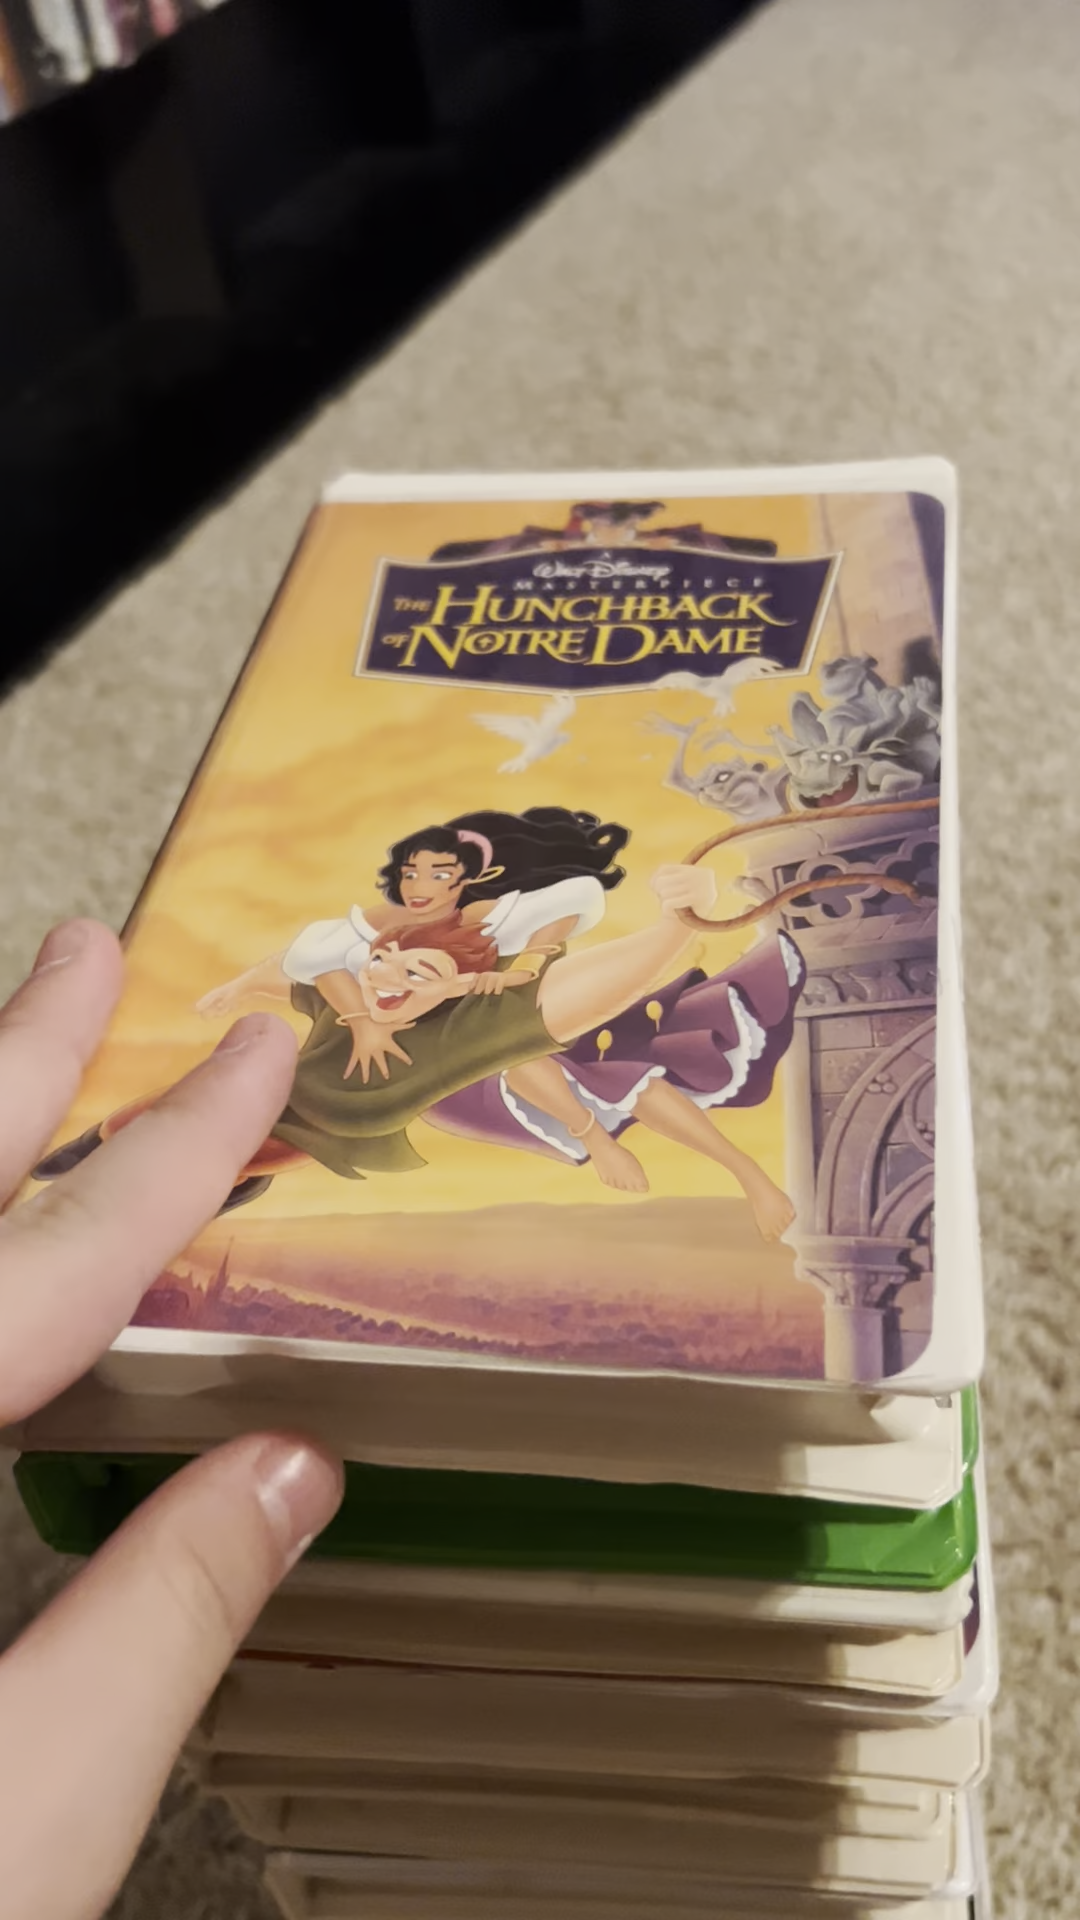 A
Walt Disney
MASTERPIECE
THE HUNCHBACK
OF NOTRE DAME